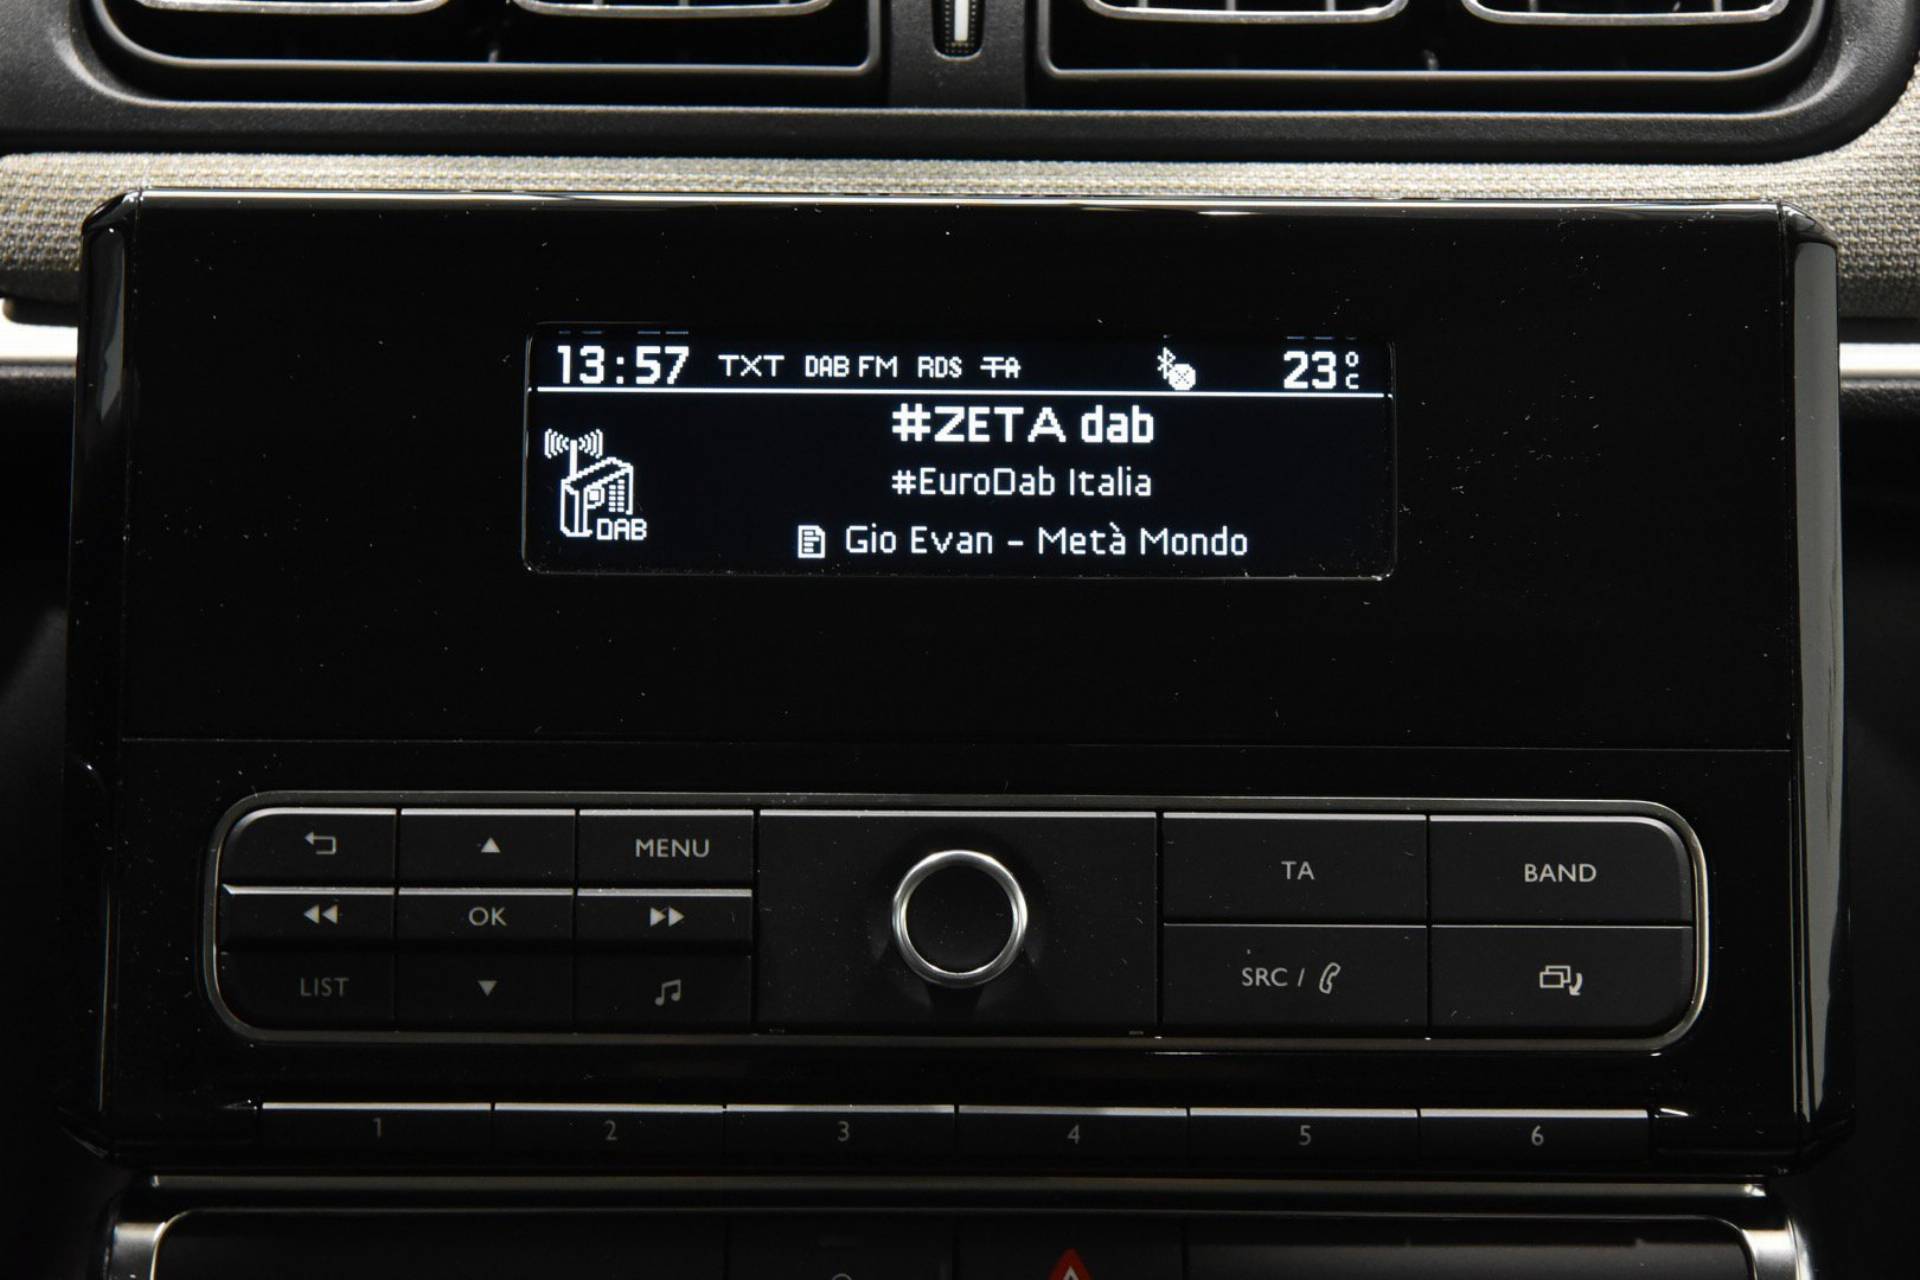 13:57 TXT DAB FM RDS TA 23°C
#ZETA dab
#EuroDab Italia
DAB
Gio Evan - Metà Mondo
MENU
OK
LIST
TA BAND
SRC /
1 2 3 4 5 6